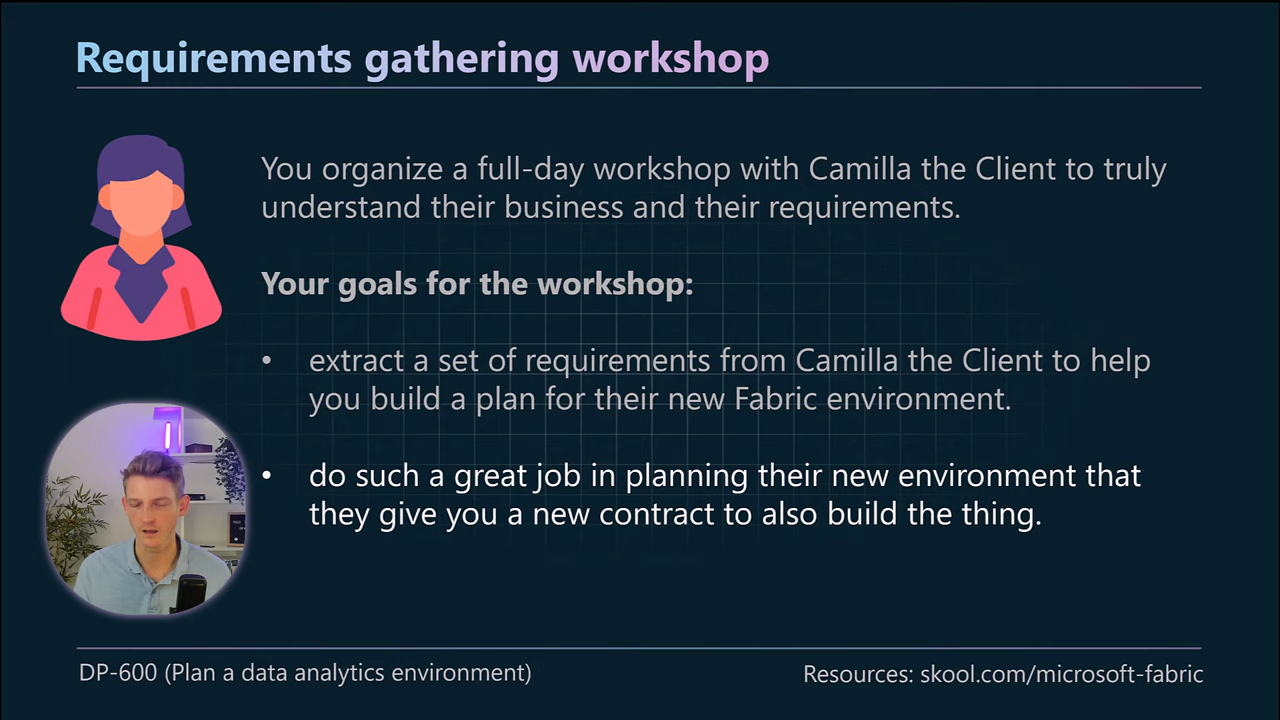 Requirements gathering workshop
You organize a full-day workshop with Camilla the Client to truly
understand their business and their requirements.
Your goals for the workshop:
• extract a set of requirements from Camilla the Client to help
you build a plan for their new Fabric environment.
• do such a great job in planning their new environment that
they give you a new contract to also build the thing.
DP-600 (Plan a data analytics environment)
Resources: skool.com/microsoft-fabric